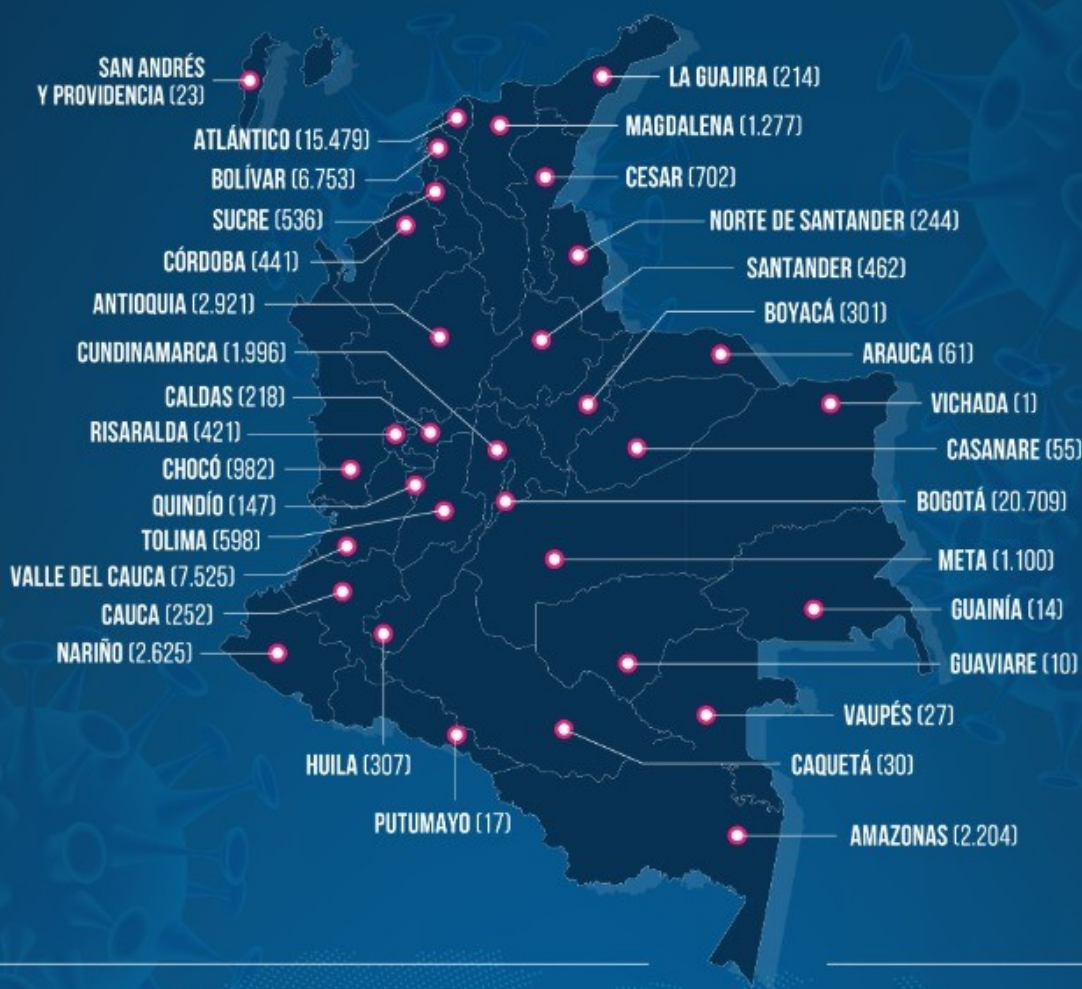 SAN ANDRÉS
Y PROVIDENCIA (23)
ATLÁNTICO (15.479)
BOLÍVAR (6.753)
SUCRE (536)
CÓRDOBA (441)
ANTIOQUIA (2.921)
CUNDINAMARCA (1.996)
CALDAS (218)
RISARALDA (421)
CHOCÓ (982)
QUINDÍO (147)
TOLIMA (598)
VALLE DEL CAUCA (7.525)
CAUCA (252)
NARIÑO (2.625)
HUILA (307)
PUTUMAYO (17)
LA GUAJIRA (214)
MAGDALENA (1.277)
CESAR (702)
NORTE DE SANTANDER (244)
SANTANDER (462)
BOYACÁ (301)
ARAUCA (61)
VICHADA (1)
CASANARE (55)
BOGOTÁ (20.709)
META (1.100)
GUAINÍA (14)
GUAVIARE (10)
VAUPÉS (27)
CAQUETÁ (30)
AMAZONAS (2.204)